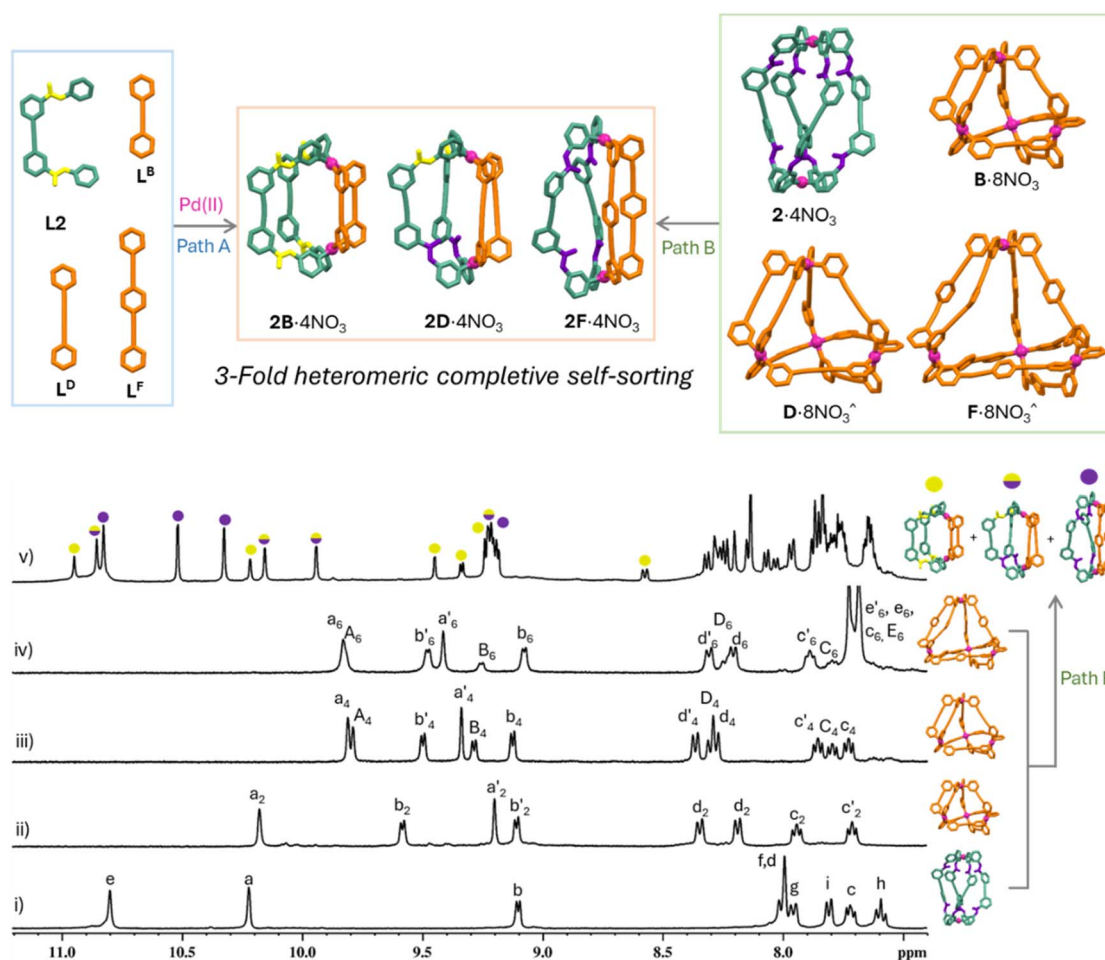 L2
Lᴮ
Lᴰ
Lꟳ
Pd(II)
Path A
2B·4NO₃
2D·4NO₃
2F·4NO₃
3-Fold heteromeric completive self-sorting
Path B
2·4NO₃
B·8NO₃
D·8NO₃^
F·8NO₃^
v)
+
+
iv)
a₆
A₆
b'₆
a'₆
B₆
b₆
d'₆
D₆
d₆
c'₆
C₆
e'₆, e₆,
c₆, E₆
Path
iii)
a₄
A₄
b'₄
a'₄
B₄
b₄
d'₄
D₄
d₄
c'₄
C₄
c₄
ii)
a₂
b₂
a'₂
b'₂
d₂
d₂
c₂
c'₂
i)
e
a
b
f,d
g
i
c
h
11.0
10.5
10.0
9.5
9.0
8.5
8.0
ppm